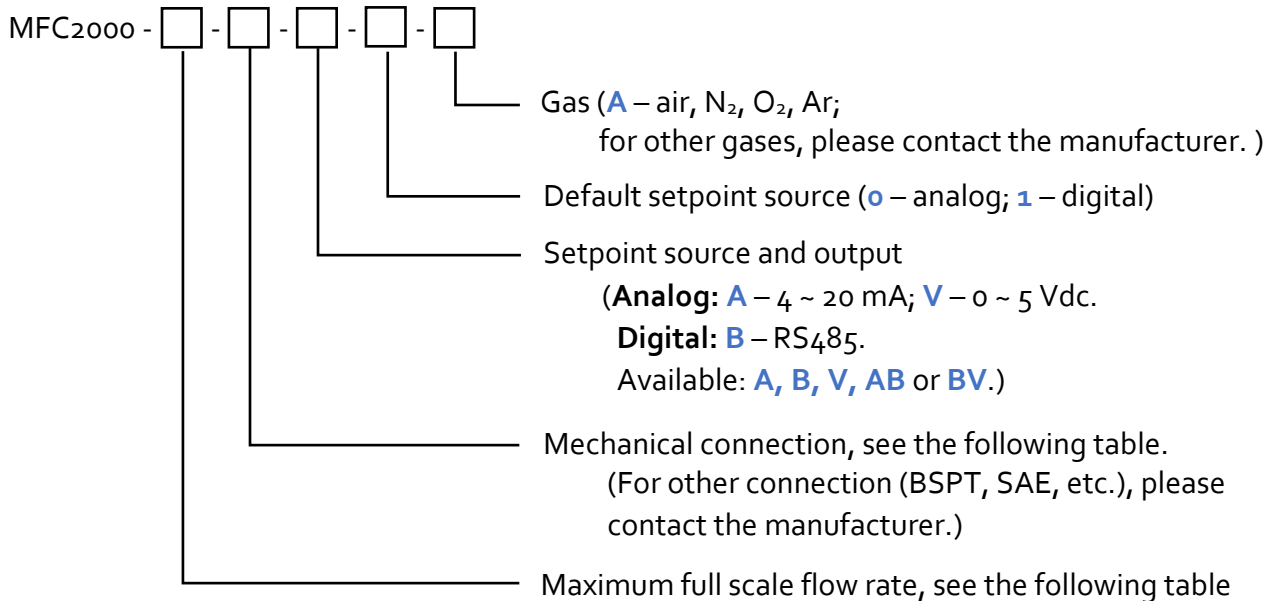 MFC2000 - - - - -
Gas (A – air, N₂, O₂, Ar;
for other gases, please contact the manufacturer. )
Default setpoint source (0 – analog; 1 – digital)
Setpoint source and output
(Analog: A – 4 ~ 20 mA; V – 0 ~ 5 Vdc.
Digital: B – RS485.
Available: A, B, V, AB or BV.)
Mechanical connection, see the following table.
(For other connection (BSPT, SAE, etc.), please
contact the manufacturer.)
Maximum full scale flow rate, see the following table